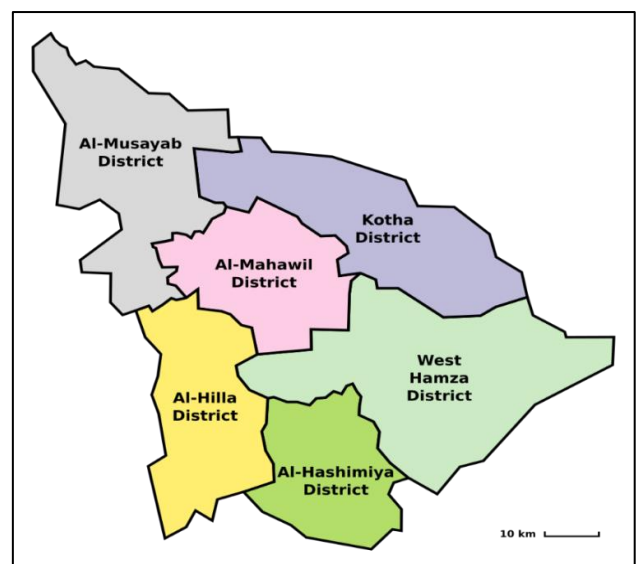 Al-Musayab
District
Kotha
District
Al-Mahawil
District
West
Hamza
District
Al-Hilla
District
Al-Hashimiya
District
10 km